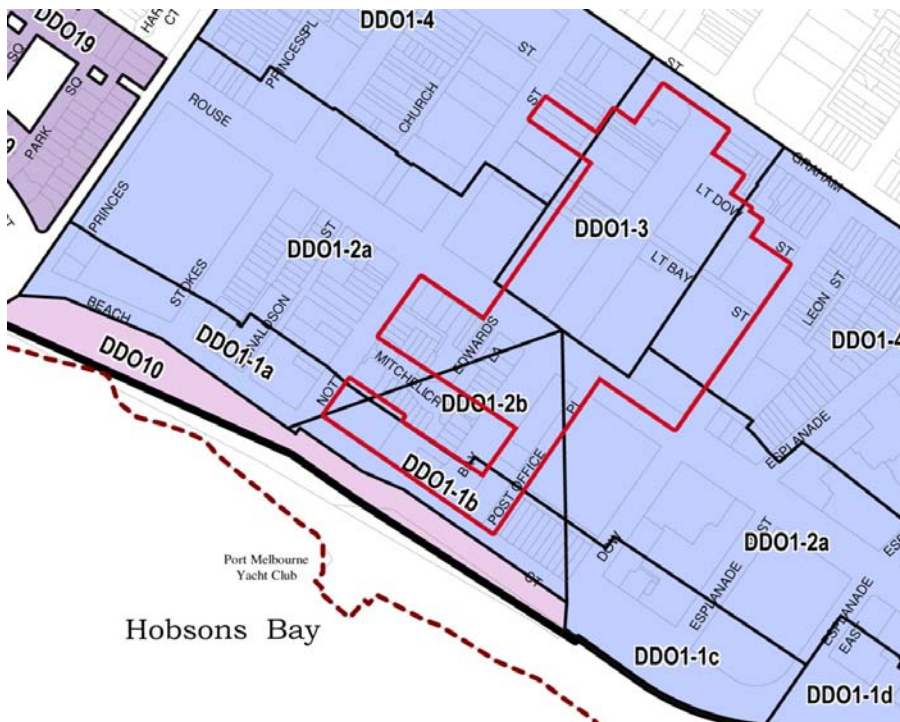 DDO19
HAR
CT
DDO1-4
ST
PRINCES PL
SQ
SQ
PARK
ROUSE
CHURCH
ST
ST
GRAHAM
LT DOW
ST
PRINCES
DDO1-2a
ST
DDO1-3
LT BAY
ST
LEON ST
STOKES
BEACH
DDO10
DDO1-1a
NOTT
MITCHELL
EDWARDS
LA
DDO1-2b
DDO1-4
ESPLANADE
DDO1-1b
POST OFFICE
PL
DOW
ST
DDO1-2a
ST
Port Melbourne
Yacht Club
Hobsons Bay
ESPLANADE
ESPLANADE
EAST
DDO1-1c
DDO1-1d